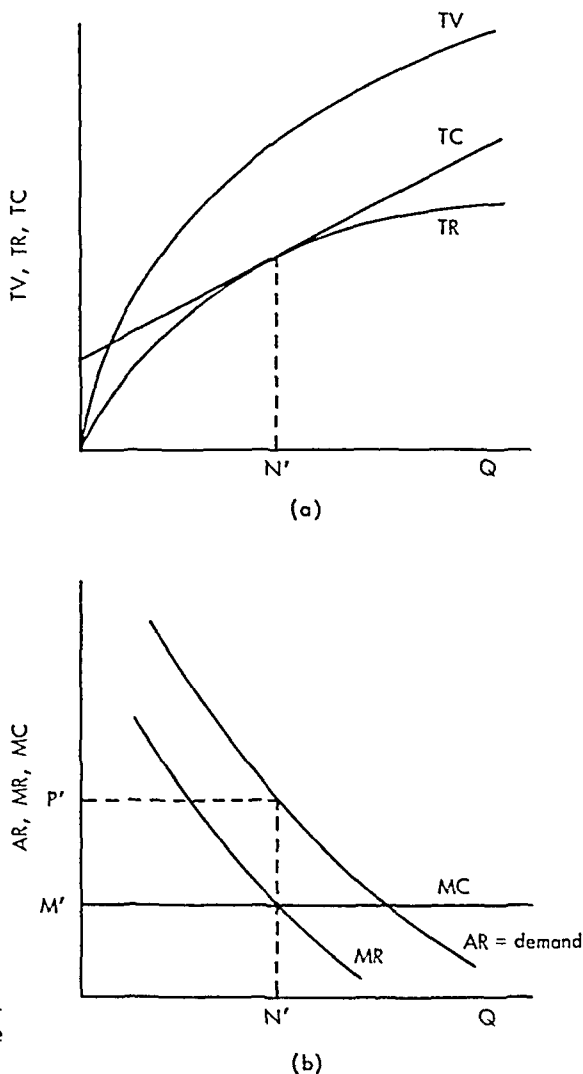 TV
TC
TR
TV, TR, TC
N'
Q
(a)
AR, MR, MC
P'
M'
MC
MR
AR = demand
N'
Q
(b)